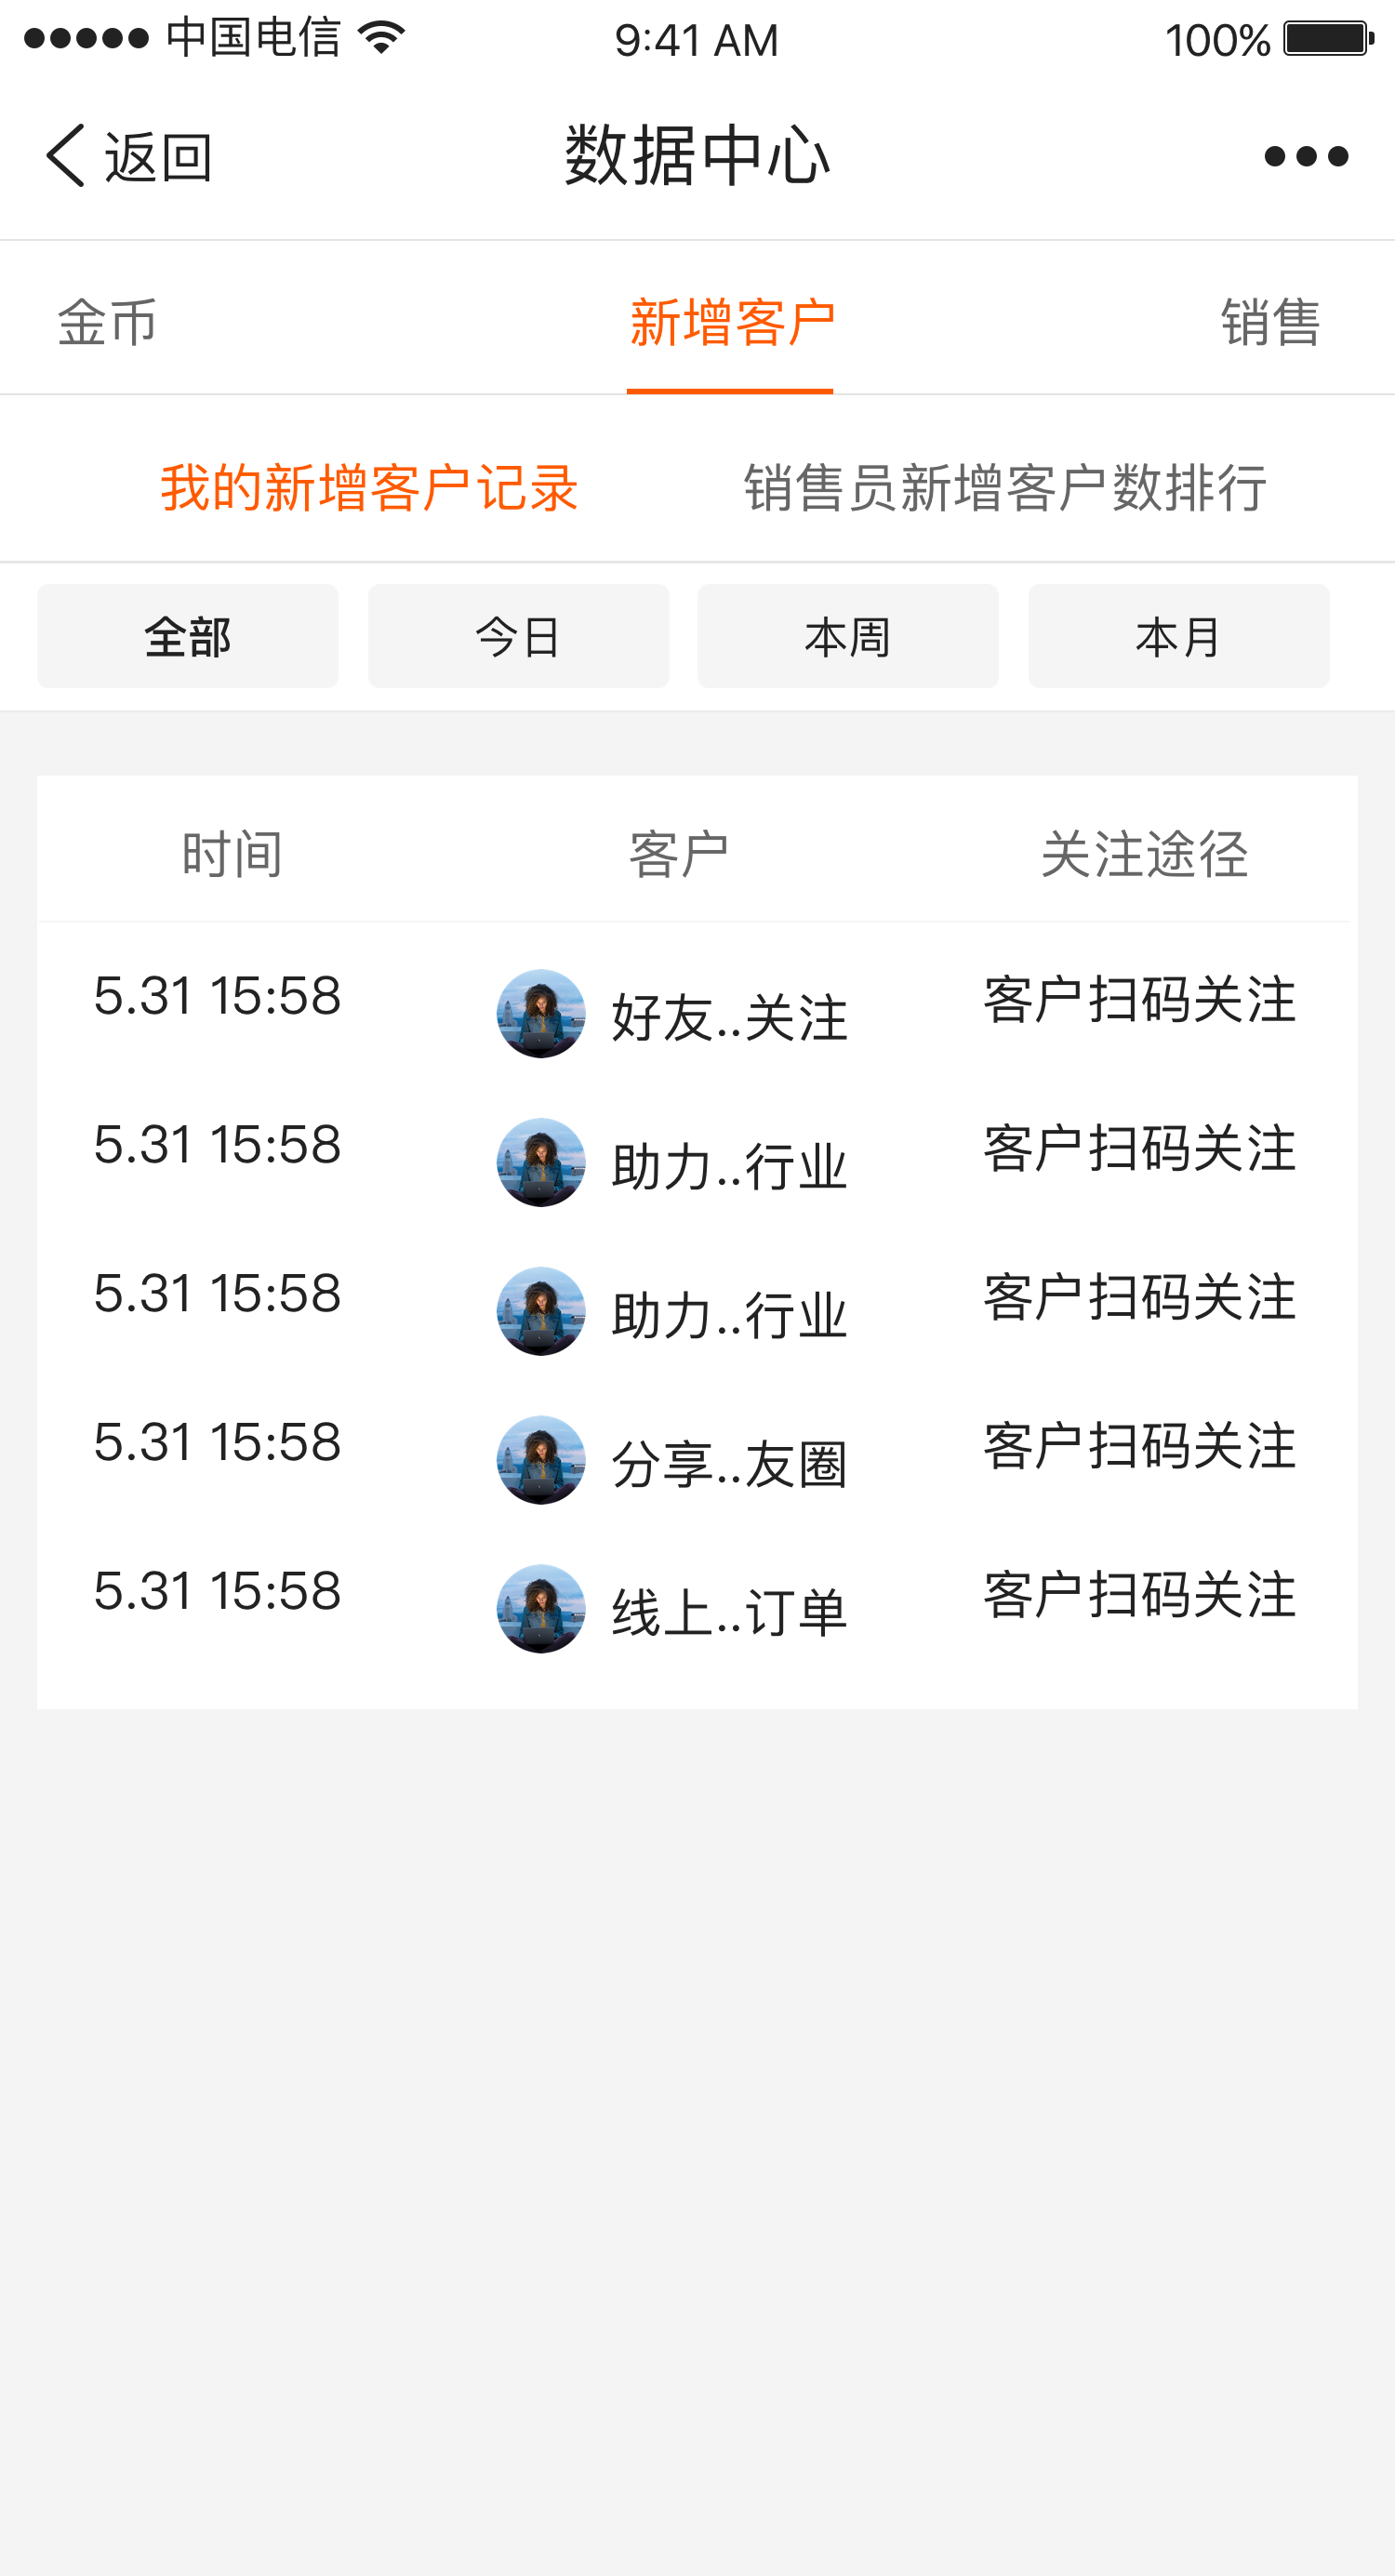 中国电信 9:41 AM 100%
返回 数据中心
金币 新增客户 销售
我的新增客户记录 销售员新增客户数排行
全部 今日 本周 本月
时间 客户 关注途径
5.31 15:58 好友..关注 客户扫码关注
5.31 15:58 助力..行业 客户扫码关注
5.31 15:58 助力..行业 客户扫码关注
5.31 15:58 分享..友圈 客户扫码关注
5.31 15:58 线上..订单 客户扫码关注